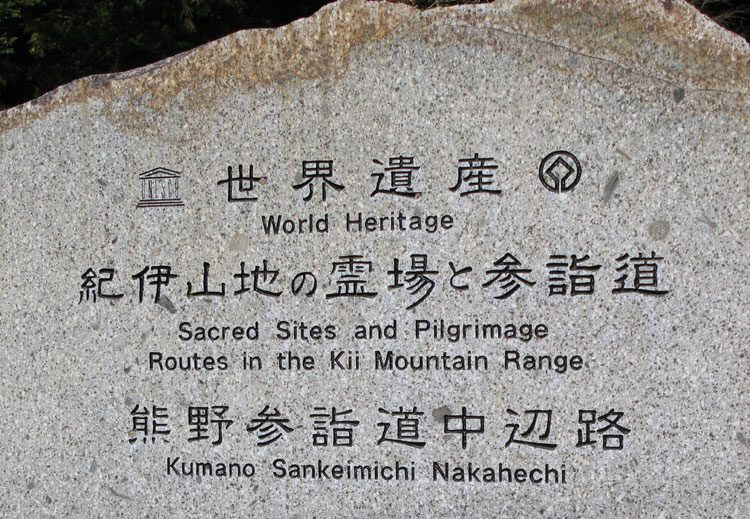 世界遺産
World Heritage
紀伊山地の霊場と参詣道
Sacred Sites and Pilgrimage
Routes in the Kii Mountain Range
熊野参詣道中辺路
Kumano Sankeimichi Nakahechi